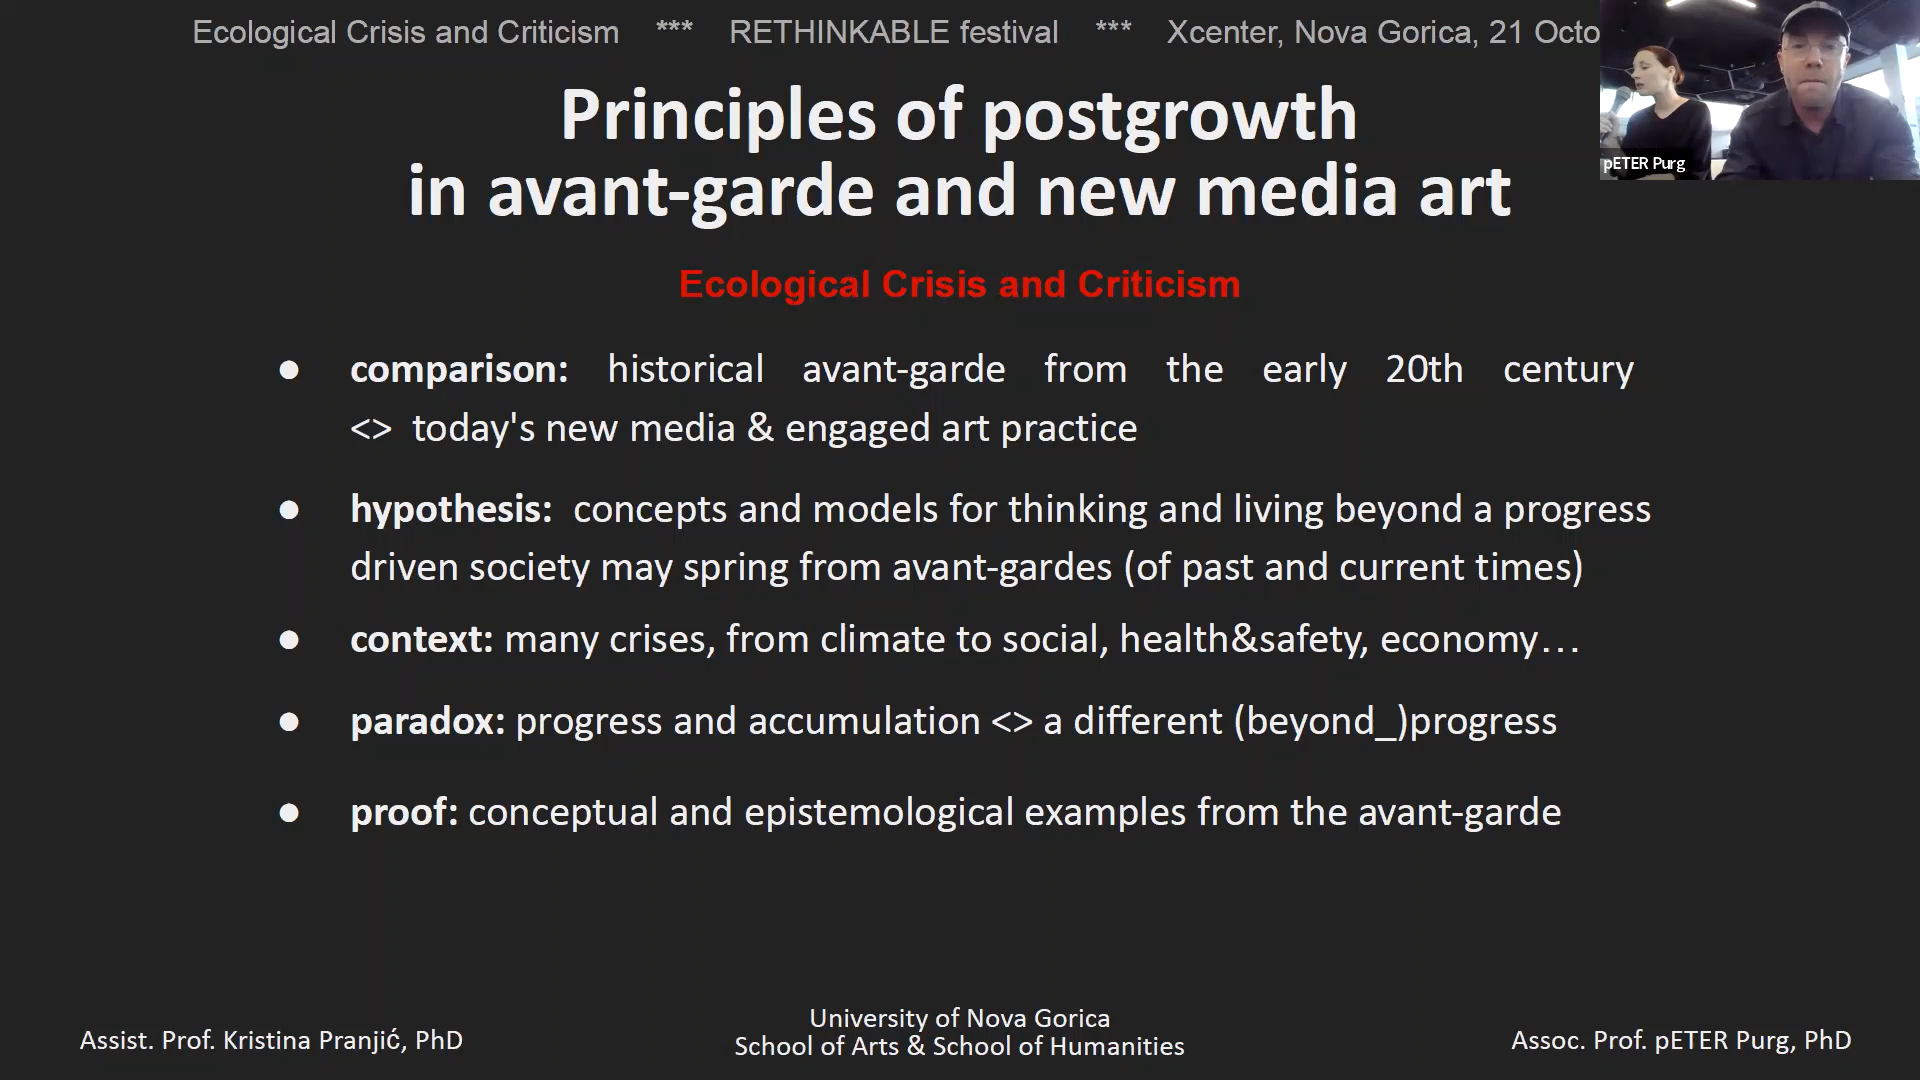 Ecological Crisis and Criticism *** RETHINKABLE festival *** Xcenter, Nova Gorica, 21 Octo
Principles of postgrowth
in avant-garde and new media art
pETER Purg
Ecological Crisis and Criticism
● comparison: historical avant-garde from the early 20th century
<> today's new media & engaged art practice
● hypothesis: concepts and models for thinking and living beyond a progress
driven society may spring from avant-gardes (of past and current times)
● context: many crises, from climate to social, health&safety, economy…
● paradox: progress and accumulation <> a different (beyond_)progress
● proof: conceptual and epistemological examples from the avant-garde
Assist. Prof. Kristina Pranjić, PhD
University of Nova Gorica
School of Arts & School of Humanities
Assoc. Prof. pETER Purg, PhD